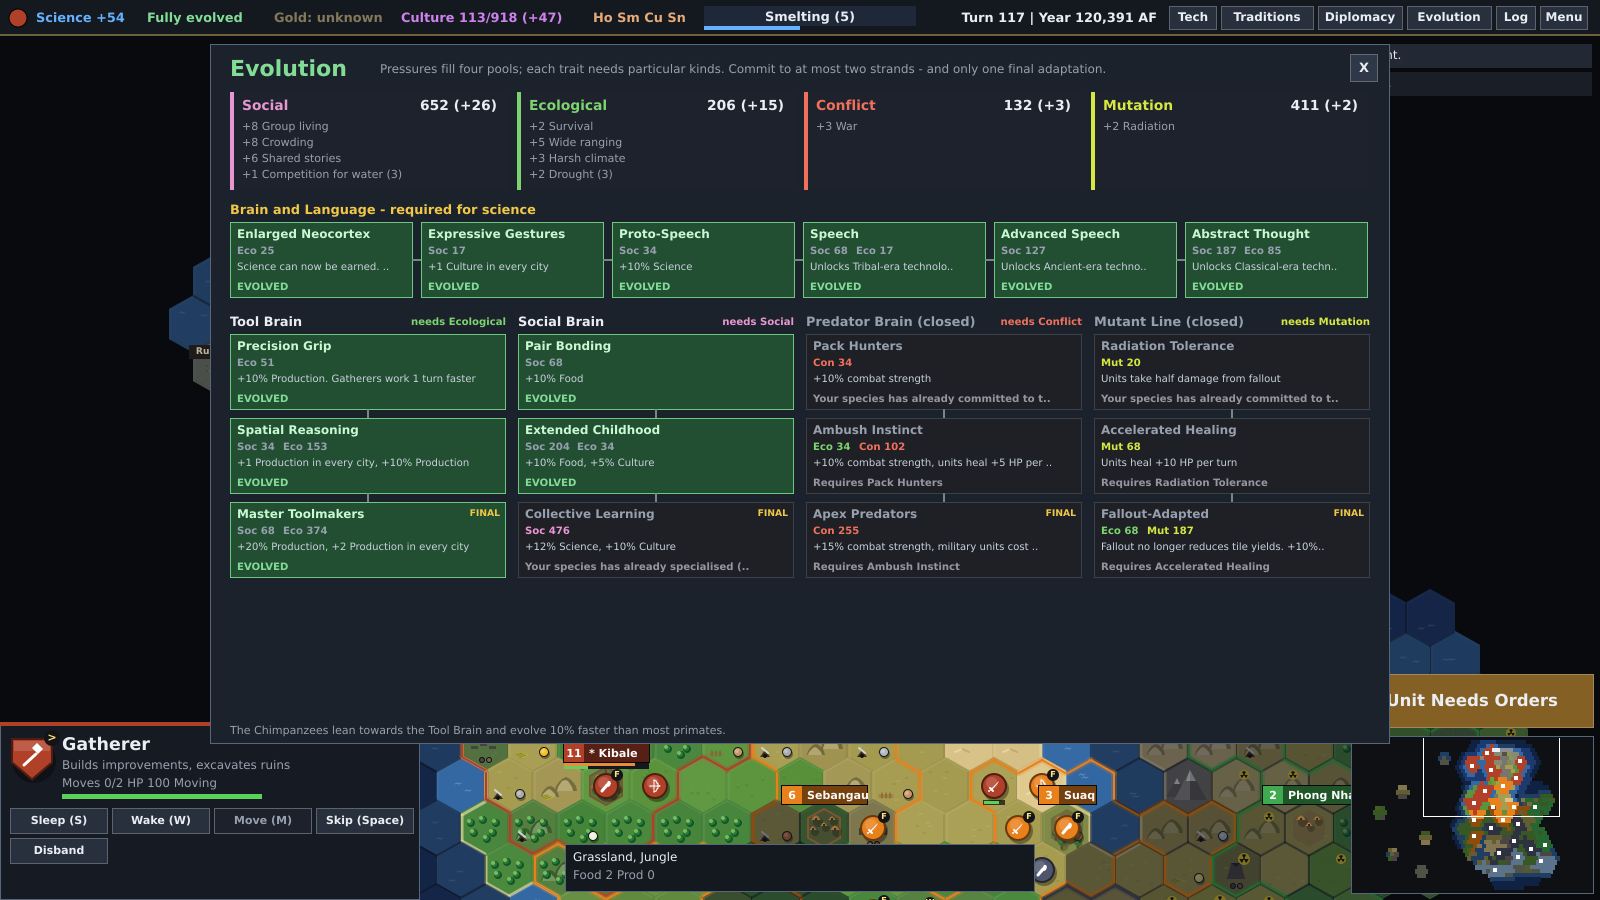 Science +54
Fully evolved
Gold: unknown
Culture 113/918 (+47)
Ho Sm Cu Sn
Smelting (5)
Turn 117 | Year 120,391 AF
Tech
Traditions
Diplomacy
Evolution
Log
Menu
Evolution
Pressures fill four pools; each trait needs particular kinds. Commit to at most two strands - and only one final adaptation.
X
Social
652 (+26)
+8 Group living
+8 Crowding
+6 Shared stories
+1 Competition for water (3)
Ecological
206 (+15)
+2 Survival
+5 Wide ranging
+3 Harsh climate
+2 Drought (3)
Conflict
132 (+3)
+3 War
Mutation
411 (+2)
+2 Radiation
Brain and Language - required for science
Enlarged Neocortex
Eco 25
Science can now be earned. ..
EVOLVED
Expressive Gestures
Soc 17
+1 Culture in every city
EVOLVED
Proto-Speech
Soc 34
+10% Science
EVOLVED
Speech
Soc 68 Eco 17
Unlocks Tribal-era technolo..
EVOLVED
Advanced Speech
Soc 127
Unlocks Ancient-era techno..
EVOLVED
Abstract Thought
Soc 187 Eco 85
Unlocks Classical-era techn..
EVOLVED
Tool Brain
needs Ecological
Precision Grip
Eco 51
+10% Production. Gatherers work 1 turn faster
EVOLVED
Spatial Reasoning
Soc 34 Eco 153
+1 Production in every city, +10% Production
EVOLVED
Master Toolmakers
FINAL
Soc 68 Eco 374
+20% Production, +2 Production in every city
EVOLVED
Social Brain
needs Social
Pair Bonding
Soc 68
+10% Food
EVOLVED
Extended Childhood
Soc 204 Eco 34
+10% Food, +5% Culture
EVOLVED
Collective Learning
FINAL
Soc 476
+12% Science, +10% Culture
Your species has already specialised (..
Predator Brain (closed)
needs Conflict
Pack Hunters
Con 34
+10% combat strength
Your species has already committed to t..
Ambush Instinct
Eco 34 Con 102
+10% combat strength, units heal +5 HP per ..
Requires Pack Hunters
Apex Predators
FINAL
Con 255
+15% combat strength, military units cost ..
Requires Ambush Instinct
Mutant Line (closed)
needs Mutation
Radiation Tolerance
Mut 20
Units take half damage from fallout
Your species has already committed to t..
Accelerated Healing
Mut 68
Units heal +10 HP per turn
Requires Radiation Tolerance
Fallout-Adapted
FINAL
Eco 68 Mut 187
Fallout no longer reduces tile yields. +10%..
Requires Accelerated Healing
The Chimpanzees lean towards the Tool Brain and evolve 10% faster than most primates.
Unit Needs Orders
Gatherer
Builds improvements, excavates ruins
Moves 0/2 HP 100 Moving
Sleep (S)
Wake (W)
Move (M)
Skip (Space)
Disband
11 * Kibale
6 Sebangau
3 Suaq
2 Phong Nha
F
F
F
F
F
Grassland, Jungle
Food 2 Prod 0